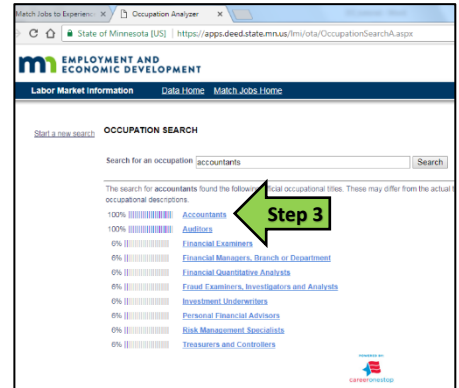 Match Jobs to Experienc
Occupation Analyzer
State of Minnesota [US] | https://apps.deed.state.mn.us/lmi/ota/OccupationSearchA.aspx
EMPLOYMENT AND
ECONOMIC DEVELOPMENT
Labor Market Information Data Home Match Jobs Home
Start a new search OCCUPATION SEARCH
Search for an occupation accountants Search
The search for accountants found the following official occupational titles. These may differ from the actual
occupational descriptions.
100% Accountants
Step 3
100% Auditors
6% Financial Examiners
6% Financial Managers, Branch or Department
6% Financial Quantitative Analysts
6% Fraud Examiners, Investigators and Analysts
6% Investment Underwriters
6% Personal Financial Advisors
6% Risk Management Specialists
6% Treasurers and Controllers
POWERED BY
careeronestop